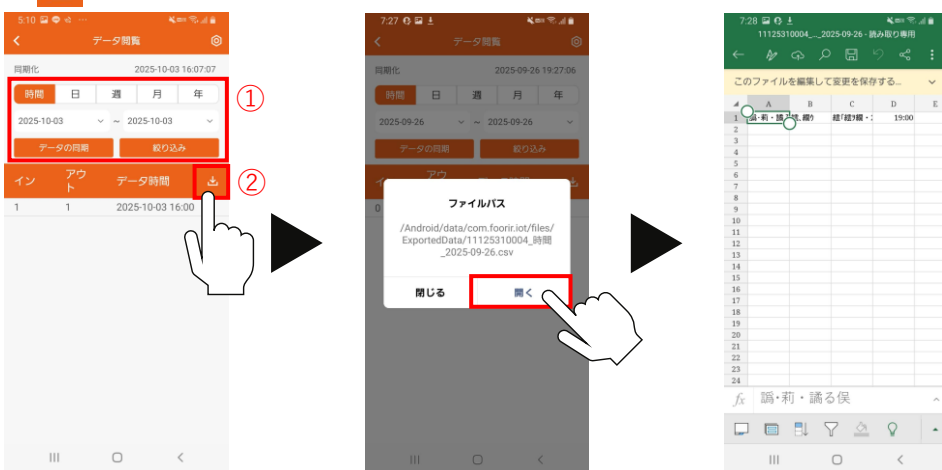 5:10
データ閲覧
同期化 2025-10-03 16:07:07
時間 日 週 月 年
①
2025-10-03 ~ 2025-10-03
データの同期 絞り込み
イン アウト データ時間
②
1 1 2025-10-03 16:00
7:27
データ閲覧
同期化 2025-09-26 19:27:06
時間 日 週 月 年
2025-09-26 ~ 2025-09-26
データの同期 絞り込み
ファイルパス
/Android/data/com.foorir.iot/files/
ExportedData/11125310004_時間
_2025-09-26.csv
閉じる 開く
7:28
11125310004_..._2025-09-26 - 読み取り専用
このファイルを編集して変更を保存する...
A B C D E
1 19:00
2
3
4
5
6
7
8
9
10
11
12
13
14
15
16
17
18
19
20
21
22
23
24
fx